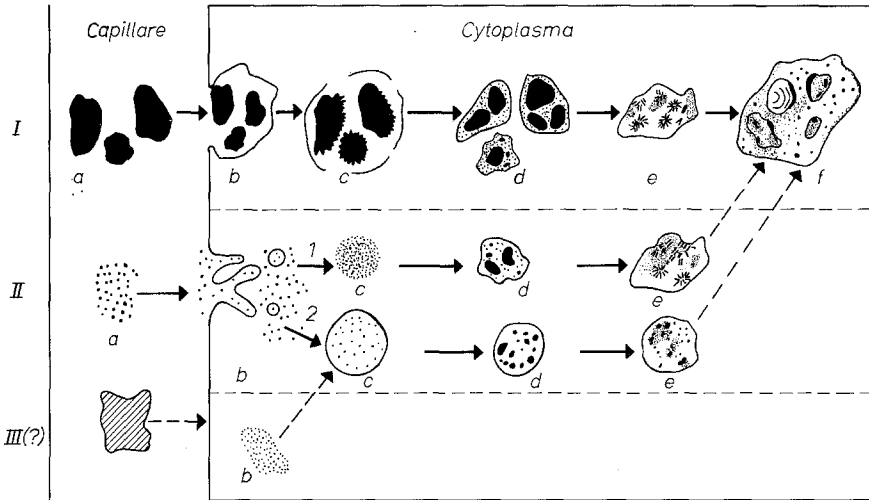 Capillare Cytoplasma
I
a b c d e f
II
1
c d e
a
2
b c d e
III(?)
b